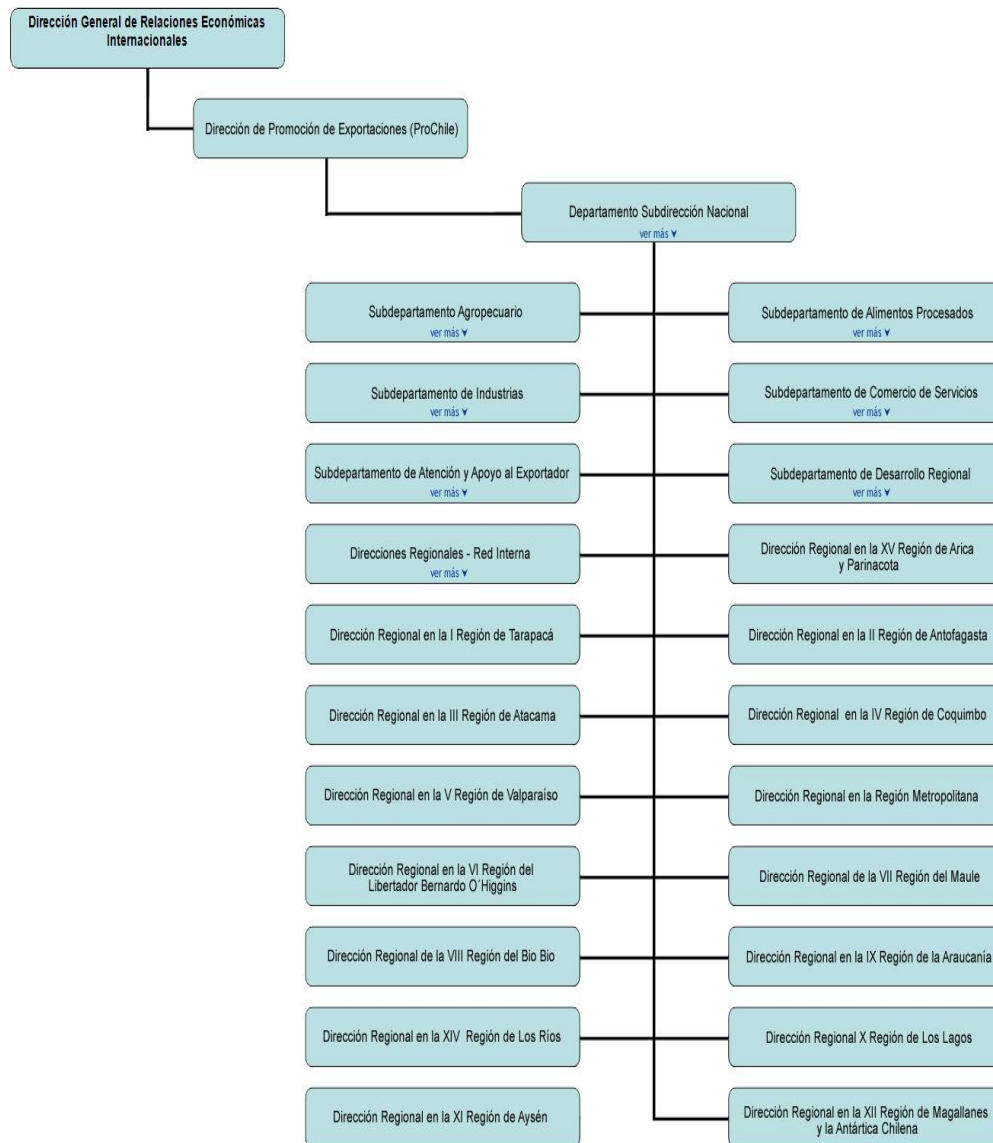 Dirección General de Relaciones Económicas
Internacionales
Dirección de Promoción de Exportaciones (ProChile)
Departamento Subdirección Nacional
ver más
Subdepartamento Agropecuario
ver más
Subdepartamento de Alimentos Procesados
ver más
Subdepartamento de Industrias
ver más
Subdepartamento de Comercio de Servicios
ver más
Subdepartamento de Atención y Apoyo al Exportador
ver más
Subdepartamento de Desarrollo Regional
ver más
Direcciones Regionales - Red Interna
ver más
Dirección Regional en la XV Región de Arica
y Parinacota
Dirección Regional en la I Región de Tarapacá
Dirección Regional en la II Región de Antofagasta
Dirección Regional en la III Región de Atacama
Dirección Regional en la IV Región de Coquimbo
Dirección Regional en la V Región de Valparaíso
Dirección Regional en la Región Metropolitana
Dirección Regional en la VI Región del
Libertador Bernardo O´Higgins
Dirección Regional de la VII Región del Maule
Dirección Regional de la VIII Región del Bio Bio
Dirección Regional en la IX Región de la Araucanía
Dirección Regional en la XIV Región de Los Ríos
Dirección Regional X Región de Los Lagos
Dirección Regional en la XI Región de Aysén
Dirección Regional en la XII Región de Magallanes
y la Antártica Chilena